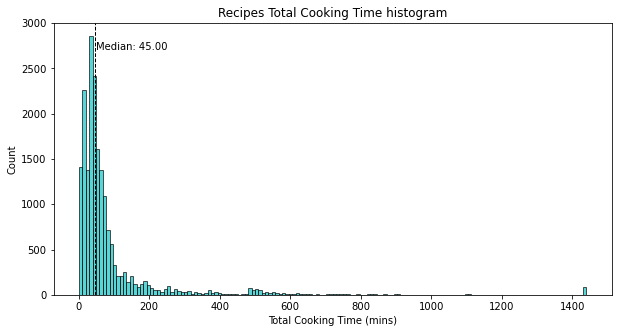 Recipes Total Cooking Time histogram
3000
Median: 45.00
2500
2000
Count
1500
1000
500
0
0 200 400 600 800 1000 1200 1400
Total Cooking Time (mins)